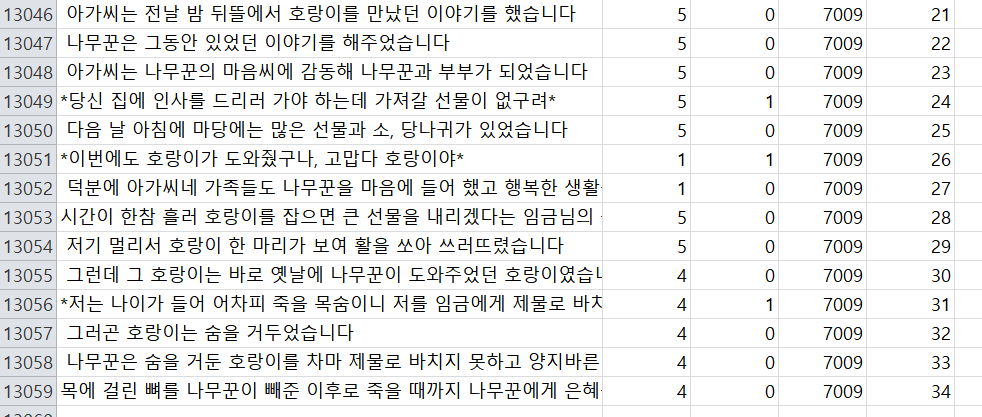 13046 아가씨는 전날 밤 뒤뜰에서 호랑이를 만났던 이야기를 했습니다 5 0 7009 21
13047 나무꾼은 그동안 있었던 이야기를 해주었습니다 5 0 7009 22
13048 아가씨는 나무꾼의 마음씨에 감동해 나무꾼과 부부가 되었습니다 5 0 7009 23
13049 *당신 집에 인사를 드리러 가야 하는데 가져갈 선물이 없구려* 5 1 7009 24
13050 다음 날 아침에 마당에는 많은 선물과 소, 당나귀가 있었습니다 5 0 7009 25
13051 *이번에도 호랑이가 도와줬구나, 고맙다 호랑이야* 1 1 7009 26
13052 덕분에 아가씨네 가족들도 나무꾼을 마음에 들어 했고 행복한 생활 1 0 7009 27
13053 시간이 한참 흘러 호랑이를 잡으면 큰 선물을 내리겠다는 임금님의 5 0 7009 28
13054 저기 멀리서 호랑이 한 마리가 보여 활을 쏘아 쓰러뜨렸습니다 5 0 7009 29
13055 그런데 그 호랑이는 바로 옛날에 나무꾼이 도와주었던 호랑이였습니 4 0 7009 30
13056 *저는 나이가 들어 어차피 죽을 목숨이니 저를 임금에게 제물로 바치 4 1 7009 31
13057 그러곤 호랑이는 숨을 거두었습니다 4 0 7009 32
13058 나무꾼은 숨을 거둔 호랑이를 차마 제물로 바치지 못하고 양지바른 4 0 7009 33
13059 목에 걸린 뼈를 나무꾼이 빼준 이후로 죽을 때까지 나무꾼에게 은혜 4 0 7009 34